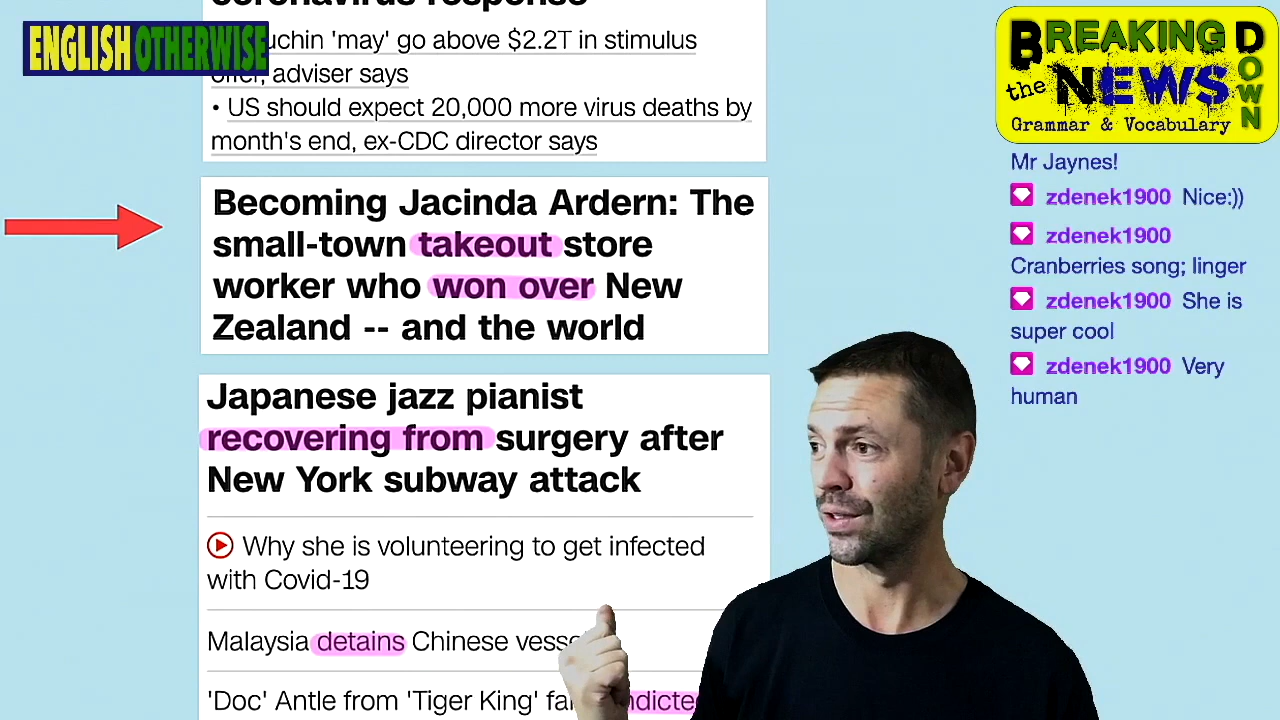 coronavirus response
ENGLISH OTHERWISE
uchin 'may' go above $2.2T in stimulus
offer, adviser says
• US should expect 20,000 more virus deaths by
month's end, ex-CDC director says
Becoming Jacinda Ardern: The
small-town takeout store
worker who won over New
Zealand -- and the world
Japanese jazz pianist
recovering from surgery after
New York subway attack
Why she is volunteering to get infected
with Covid-19
Malaysia detains Chinese vesse
'Doc' Antle from 'Tiger King' fa ndicted
BREAKING DOWN
the NEWS
Grammar & Vocabulary
Mr Jaynes!
zdenek1900 Nice:))
zdenek1900
Cranberries song; linger
zdenek1900 She is
super cool
zdenek1900 Very
human